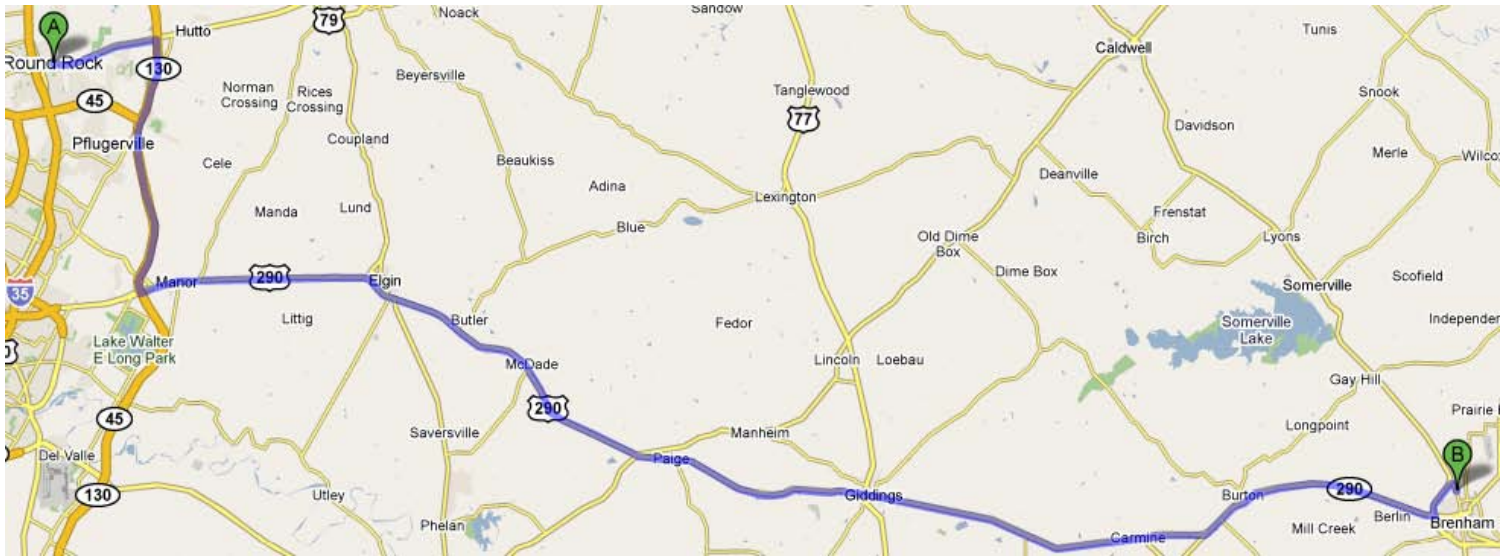 Noack
Sandow
A
79
Hutto
Tunis
Caldwell
Round Rock
130
Beyersville
Norman
Crossing
Rices
Crossing
45
Tanglewood
Snook
77
Davidson
Pflugerville
Coupland
Cele
Beaukiss
Merle
Wilcox
Deanville
Adina
Lexington
Manda
Lund
Frenstat
Blue
Old Dime
Box
Birch
Lyons
Dime Box
290
Manor
Elgin
Scofield
35
Somerville
Littig
Butler
Fedor
Somerville
Lake
Independen
Lake Walter
E Long Park
McDade
Lincoln
Loebau
Gay Hill
290
Prairie
45
Saversville
Manheim
Longpoint
Del Valle
Paige
B
130
Utley
Giddings
Burton
290
Phelan
Carmine
Mill Creek
Berlin
Brenham